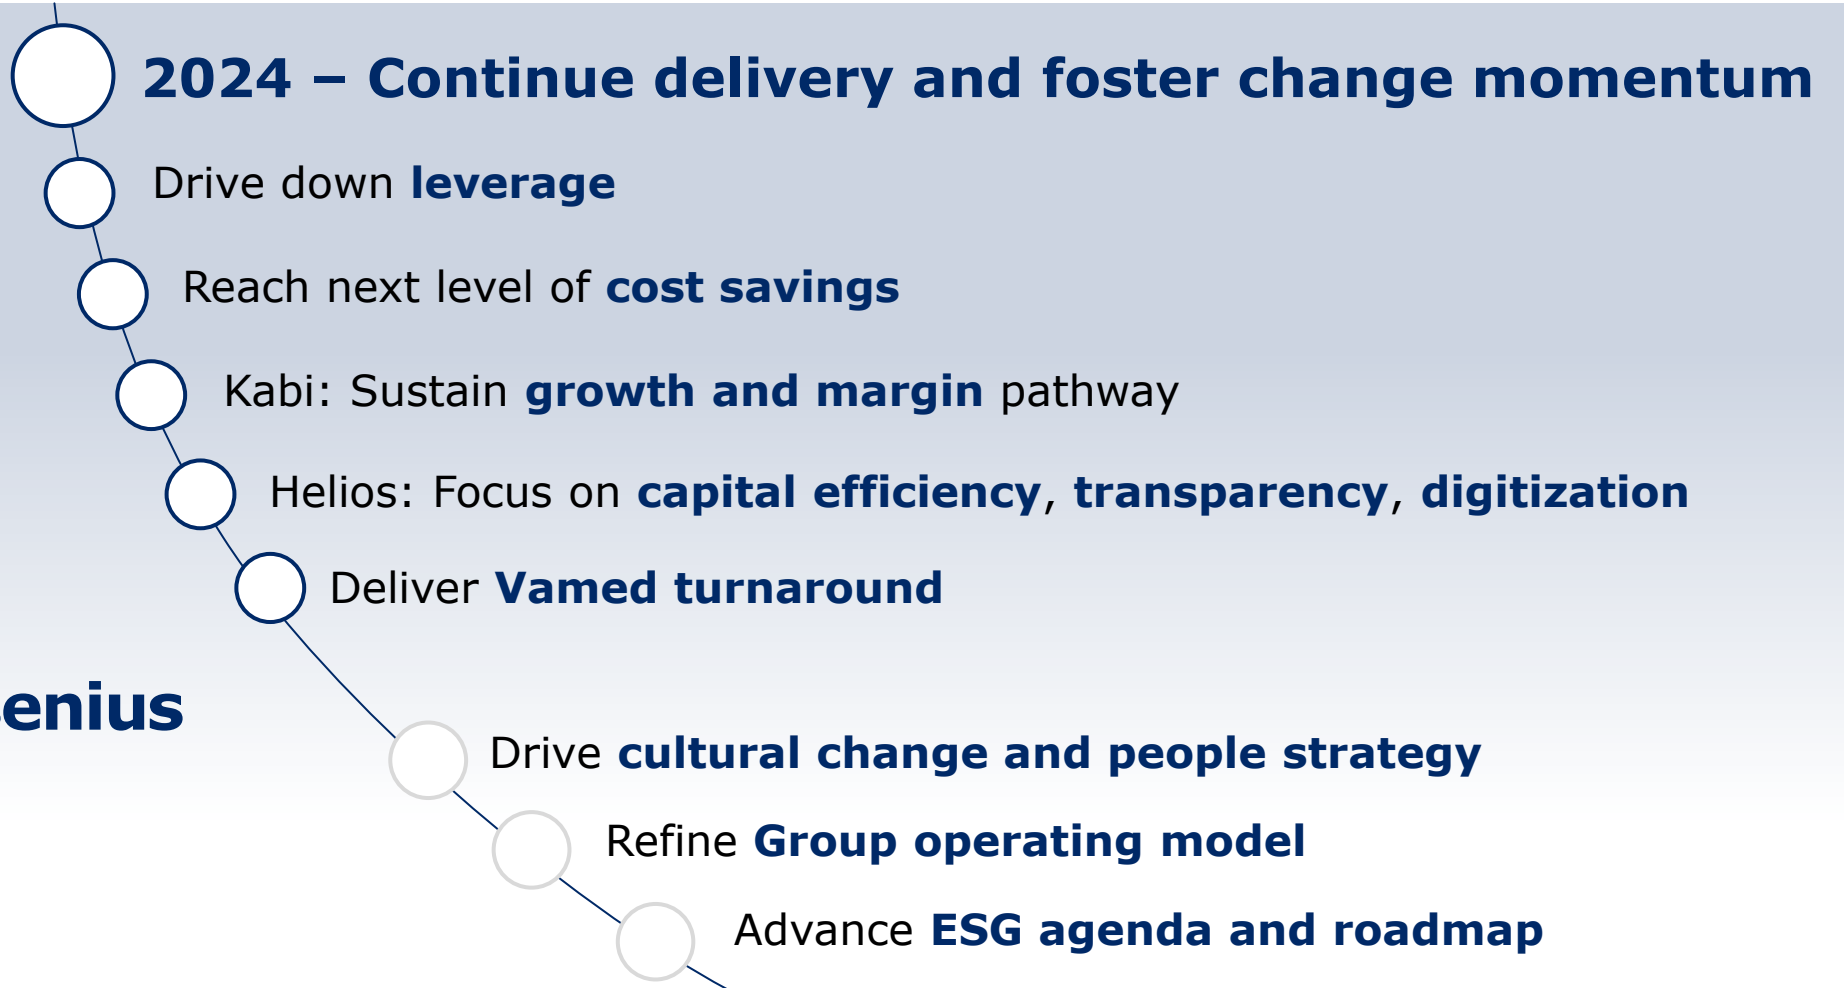 2024 – Continue delivery and foster change momentum
Drive down leverage
Reach next level of cost savings
Kabi: Sustain growth and margin pathway
Helios: Focus on capital efficiency, transparency, digitization
Deliver Vamed turnaround
enius
Drive cultural change and people strategy
Refine Group operating model
Advance ESG agenda and roadmap